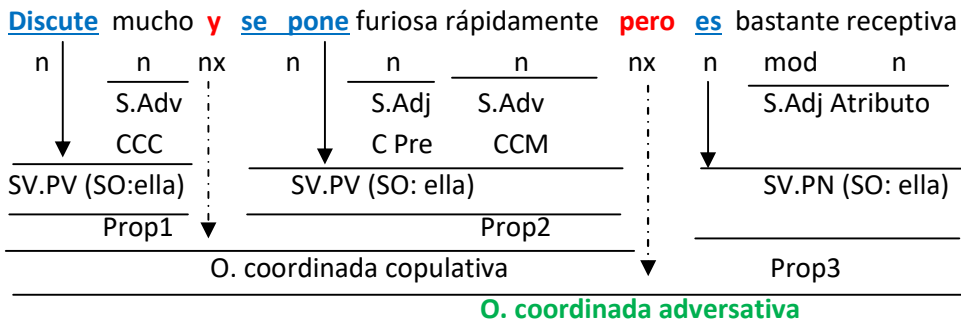 Discute mucho y se pone furiosa rápidamente pero es bastante receptiva
n n nx n n n nx n mod n
S.Adv S.Adj S.Adv S.Adj Atributo
CCC C Pre CCM
SV.PV (SO:ella) SV.PV (SO: ella) SV.PN (SO: ella)
Prop1 Prop2
O. coordinada copulativa Prop3
O. coordinada adversativa